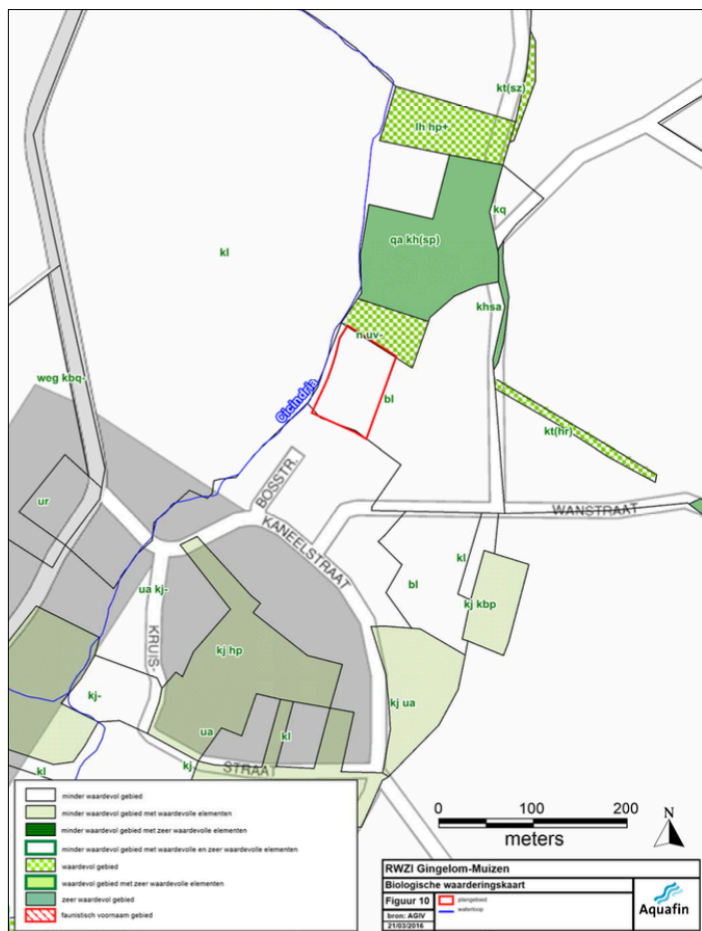 kt(sz)
lh hp+
kq
qa kh(sp)
kl
khsa
n uv-
weg kbq-
Cicindria
bl
kt(hr)
ur
BOSSTR.
WANSTRAAT
KANEELSTRAAT
kl
ua kj-
bl
kj kbp
KRUIS-
kj hp
kj-
kj ua
ua
kl
kj-
STRAAT
kl
minder waardevol gebied
minder waardevol gebied met waardevolle elementen
minder waardevol gebied met zeer waardevolle elementen
minder waardevol gebied met waardevolle en zeer waardevolle elementen
waardevol gebied
waardevol gebied met zeer waardevolle elementen
zeer waardevol gebied
faunistisch voornaam gebied
0 100 200
meters
N
RWZI Gingelom-Muizen
Biologische waarderingskaart
Figuur 10
bron: AGIV
21/03/2016
plangebied
waterloop
Aquafin